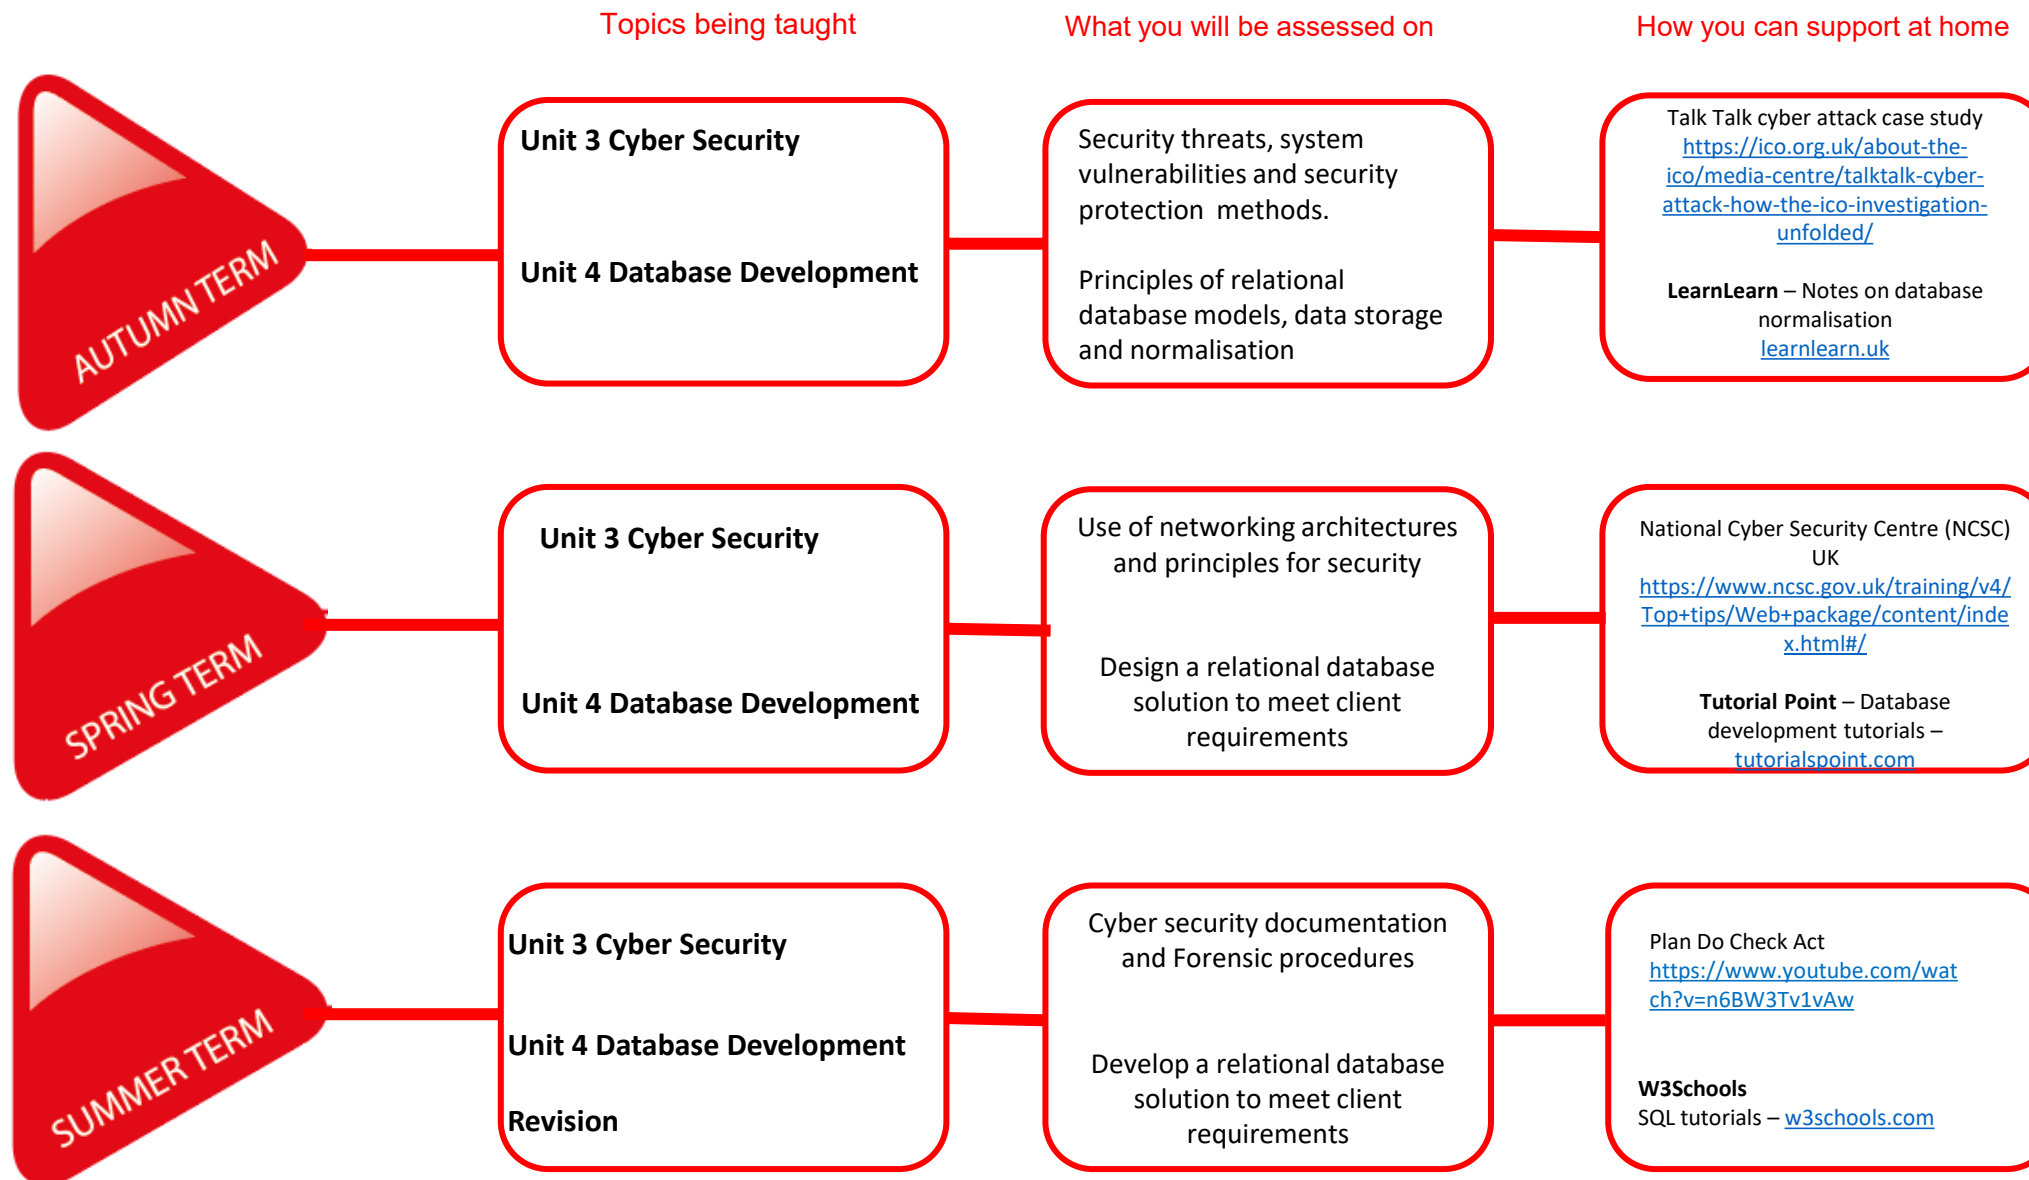 Topics being taught
What you will be assessed on
How you can support at home
AUTUMN TERM
Unit 3 Cyber Security
Unit 4 Database Development
Security threats, system
vulnerabilities and security
protection methods.
Principles of relational
database models, data storage
and normalisation
Talk Talk cyber attack case study
https://ico.org.uk/about-the-
ico/media-centre/talktalk-cyber-
attack-how-the-ico-investigation-
unfolded/
LearnLearn – Notes on database
normalisation
learnlearn.uk
SPRING TERM
Unit 3 Cyber Security
Unit 4 Database Development
Use of networking architectures
and principles for security
Design a relational database
solution to meet client
requirements
National Cyber Security Centre (NCSC)
UK
https://www.ncsc.gov.uk/training/v4/
Top+tips/Web+package/content/inde
x.html#/
Tutorial Point – Database
development tutorials –
tutorialspoint.com
SUMMER TERM
Unit 3 Cyber Security
Unit 4 Database Development
Revision
Cyber security documentation
and Forensic procedures
Develop a relational database
solution to meet client
requirements
Plan Do Check Act
https://www.youtube.com/wat
ch?v=n6BW3Tv1vAw
W3Schools
SQL tutorials – w3schools.com